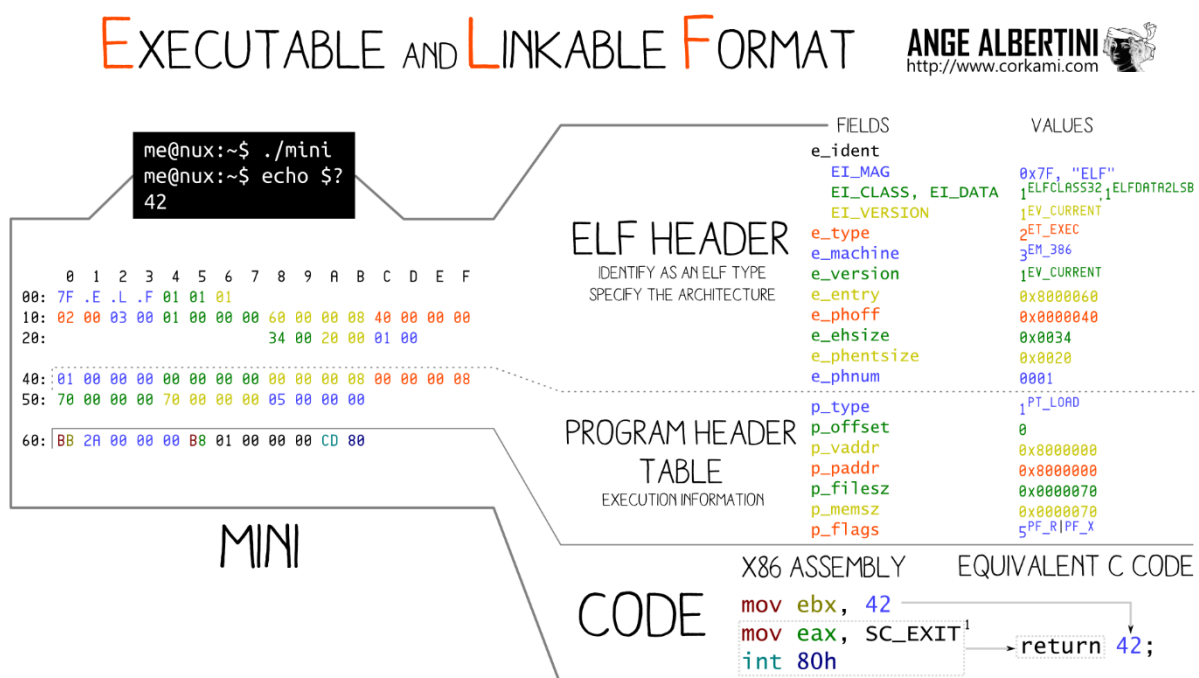 EXECUTABLE AND LINKABLE FORMAT
ANGE ALBERTINI
http://www.corkami.com
me@nux:~$ ./mini
me@nux:~$ echo $?
42
0 1 2 3 4 5 6 7 8 9 A B C D E F
00: 7F .E .L .F 01 01 01
10: 02 00 03 00 01 00 00 00 60 00 00 08 40 00 00 00
20: 34 00 20 00 01 00
40: 01 00 00 00 00 00 00 00 00 00 00 08 00 00 00 08
50: 70 00 00 00 70 00 00 00 05 00 00 00
60: BB 2A 00 00 00 B8 01 00 00 00 CD 80
MINI
ELF HEADER
IDENTIFY AS AN ELF TYPE
SPECIFY THE ARCHITECTURE
FIELDS VALUES
e_ident
EI_MAG 0x7F, "ELF"
EI_CLASS, EI_DATA 1ELFCLASS32,1ELFDATA2LSB
EI_VERSION 1EV_CURRENT
e_type 2ET_EXEC
e_machine 3EM_386
e_version 1EV_CURRENT
e_entry 0x8000060
e_phoff 0x0000040
e_ehsize 0x0034
e_phentsize 0x0020
e_phnum 0001
PROGRAM HEADER
TABLE
EXECUTION INFORMATION
p_type 1PT_LOAD
p_offset 0
p_vaddr 0x8000000
p_paddr 0x8000000
p_filesz 0x0000070
p_memsz 0x0000070
p_flags 5PF_R|PF_X
CODE
X86 ASSEMBLY EQUIVALENT C CODE
mov ebx, 42
mov eax, SC_EXIT1
int 80h
return 42;